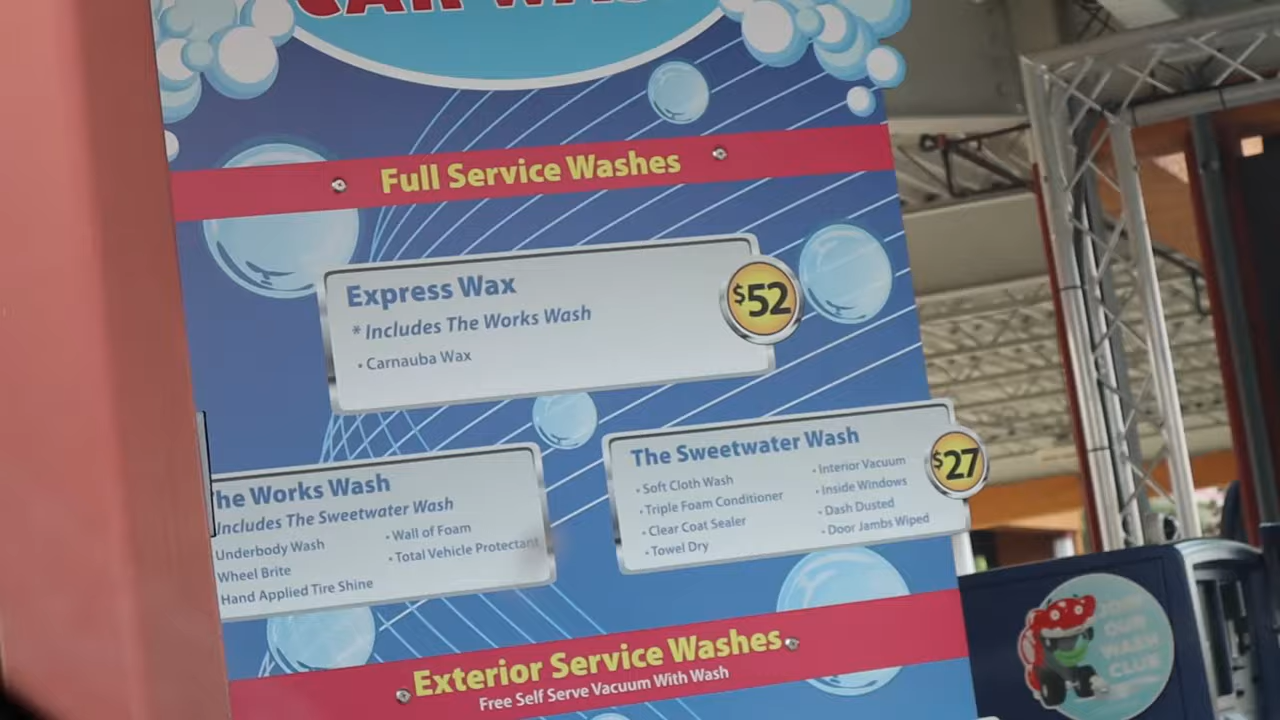 CAR WASH
Full Service Washes
Express Wax
* Includes The Works Wash
• Carnauba Wax
$52
The Works Wash
Includes The Sweetwater Wash
Underbody Wash
Wheel Brite
Hand Applied Tire Shine
• Wall of Foam
• Total Vehicle Protectant
The Sweetwater Wash
• Soft Cloth Wash
• Triple Foam Conditioner
• Clear Coat Sealer
• Towel Dry
• Interior Vacuum
• Inside Windows
• Dash Dusted
• Door Jambs Wiped
$27
Exterior Service Washes
Free Self Serve Vacuum With Wash
JOIN
OUR
WASH
CLUB